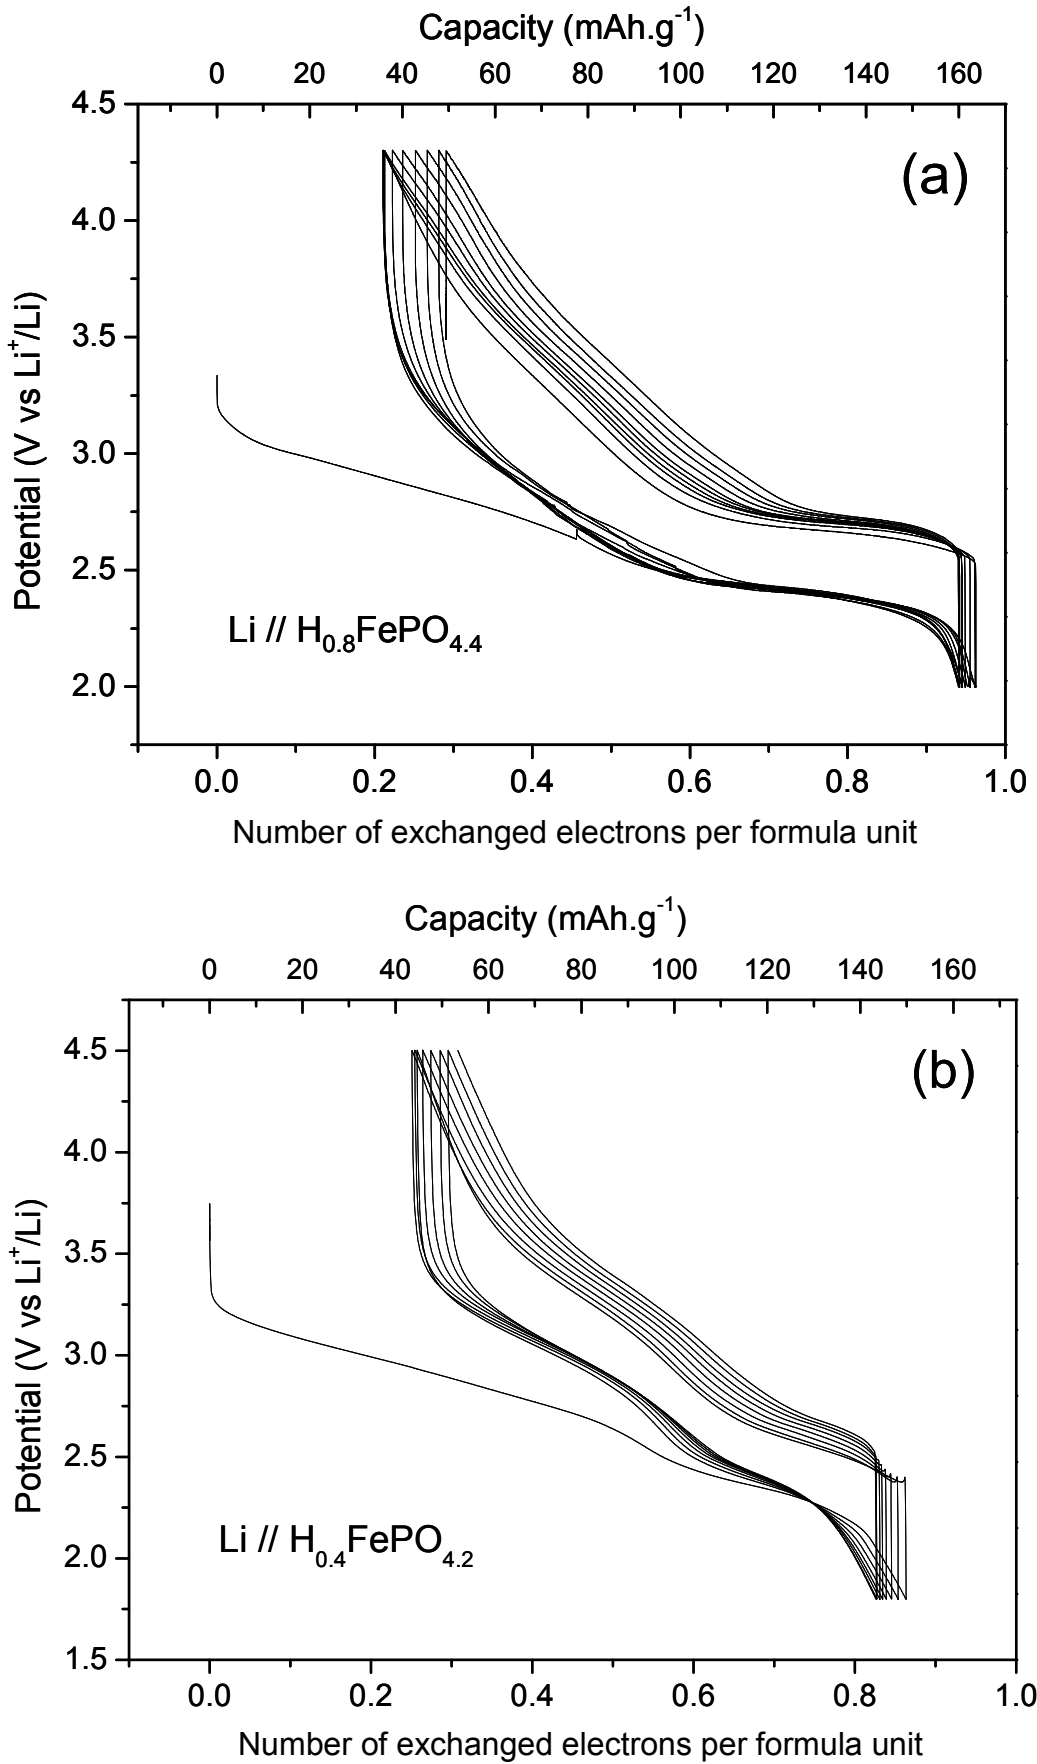 Capacity (mAh.g⁻¹)
0 20 40 60 80 100 120 140 160
4.5
(a)
4.0
3.5
3.0
2.5
2.0
Potential (V vs Li⁺/Li)
Li // H₀.₈FePO₄.₄
0.0 0.2 0.4 0.6 0.8 1.0
Number of exchanged electrons per formula unit
Capacity (mAh.g⁻¹)
0 20 40 60 80 100 120 140 160
(b)
4.5
4.0
3.5
3.0
2.5
2.0
1.5
Potential (V vs Li⁺/Li)
Li // H₀.₄FePO₄.₂
0.0 0.2 0.4 0.6 0.8 1.0
Number of exchanged electrons per formula unit